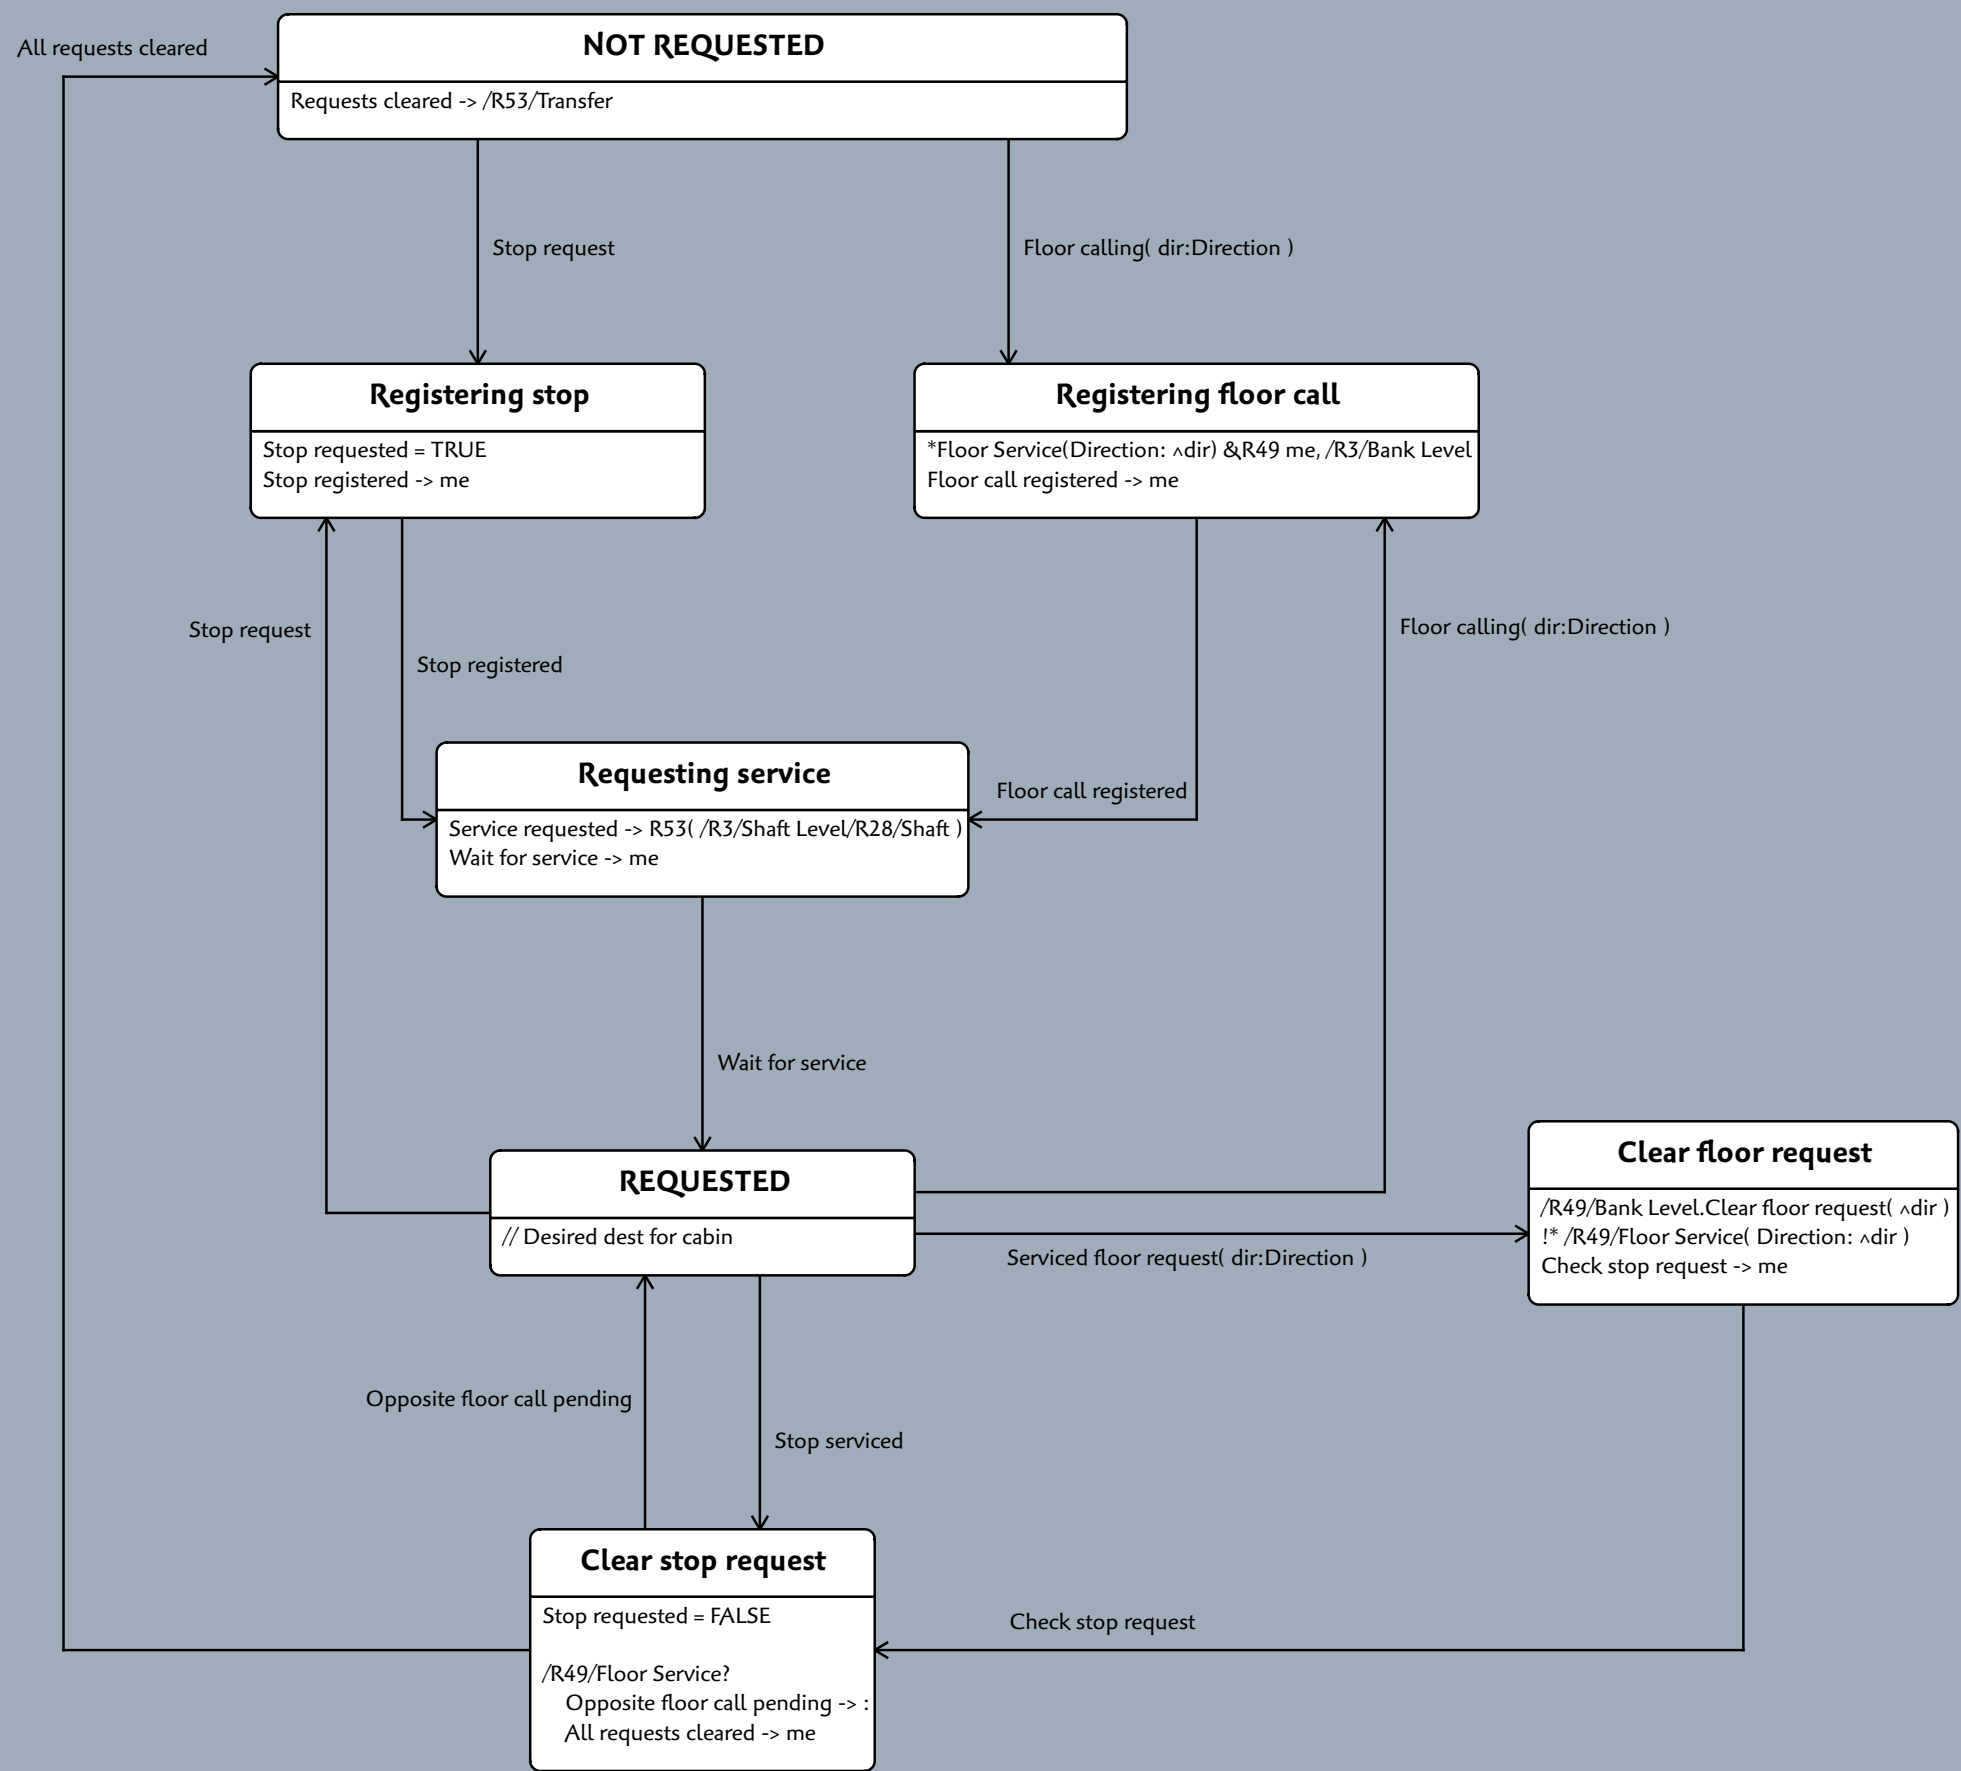 All requests cleared
NOT REQUESTED
Requests cleared -> /R53/Transfer
Stop request
Floor calling( dir:Direction )
Registering stop
Stop requested = TRUE
Stop registered -> me
Registering floor call
*Floor Service(Direction: ^dir) &R49 me, /R3/Bank Level
Floor call registered -> me
Stop request
Stop registered
Floor calling( dir:Direction )
Requesting service
Service requested -> R53( /R3/Shaft Level/R28/Shaft )
Wait for service -> me
Floor call registered
Wait for service
REQUESTED
// Desired dest for cabin
Serviced floor request( dir:Direction )
Clear floor request
/R49/Bank Level.Clear floor request( ^dir )
!* /R49/Floor Service( Direction: ^dir )
Check stop request -> me
Opposite floor call pending
Stop serviced
Clear stop request
Stop requested = FALSE
/R49/Floor Service?
Opposite floor call pending -> :
All requests cleared -> me
Check stop request